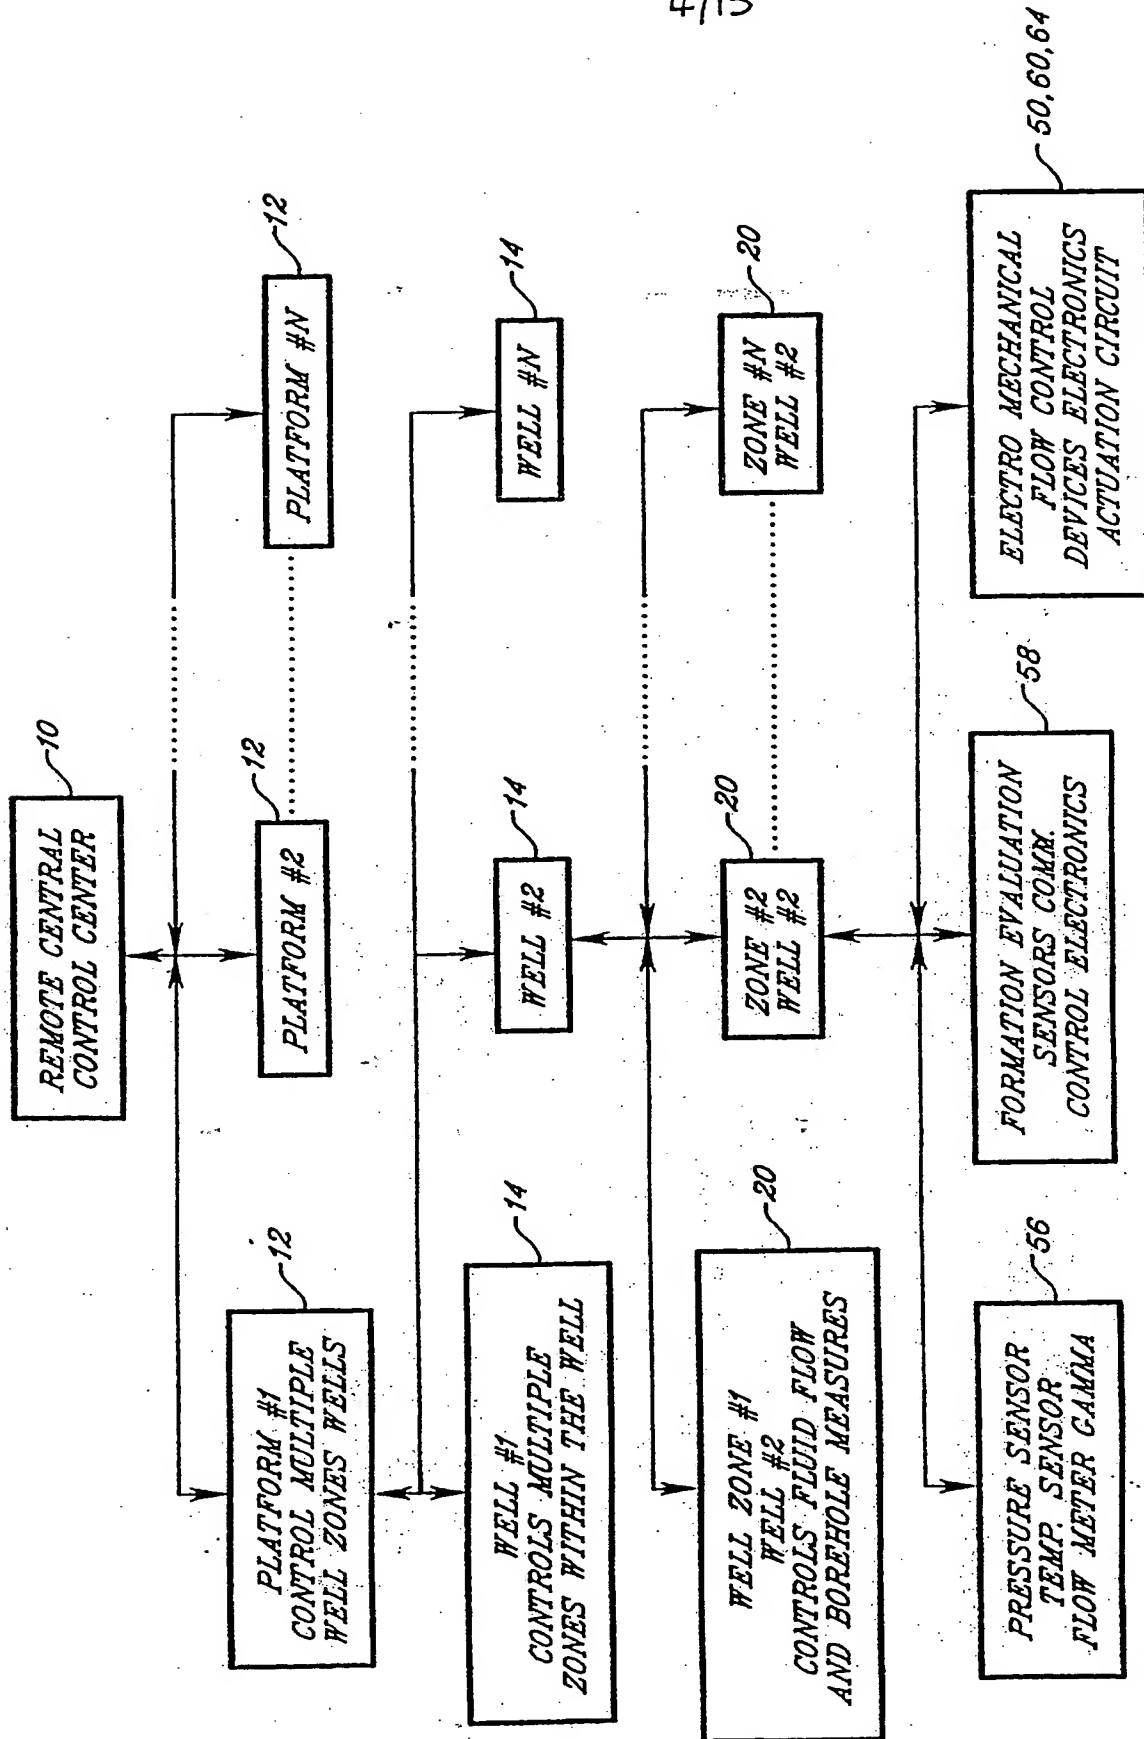 4/15
REMOTE CENTRAL
CONTROL CENTER
10
PLATFORM #1
CONTROL MULTIPLE
WELL ZONES WELLS
12
PLATFORM #2
12
PLATFORM #N
12
WELL #1
CONTROLS MULTIPLE
ZONES WITHIN THE WELL
14
WELL #2
14
WELL #N
14
WELL ZONE #1
WELL #2
CONTROLS FLUID FLOW
AND BOREHOLE MEASURES
20
ZONE #2
WELL #2
20
ZONE #N
WELL #2
20
PRESSURE SENSOR
TEMP. SENSOR
FLOW METER GAMMA
56
FORMATION EVALUATION
SENSORS COMM.
CONTROL ELECTRONICS
58
ELECTRO MECHANICAL
FLOW CONTROL
DEVICES ELECTRONICS
ACTUATION CIRCUIT
50,60,64